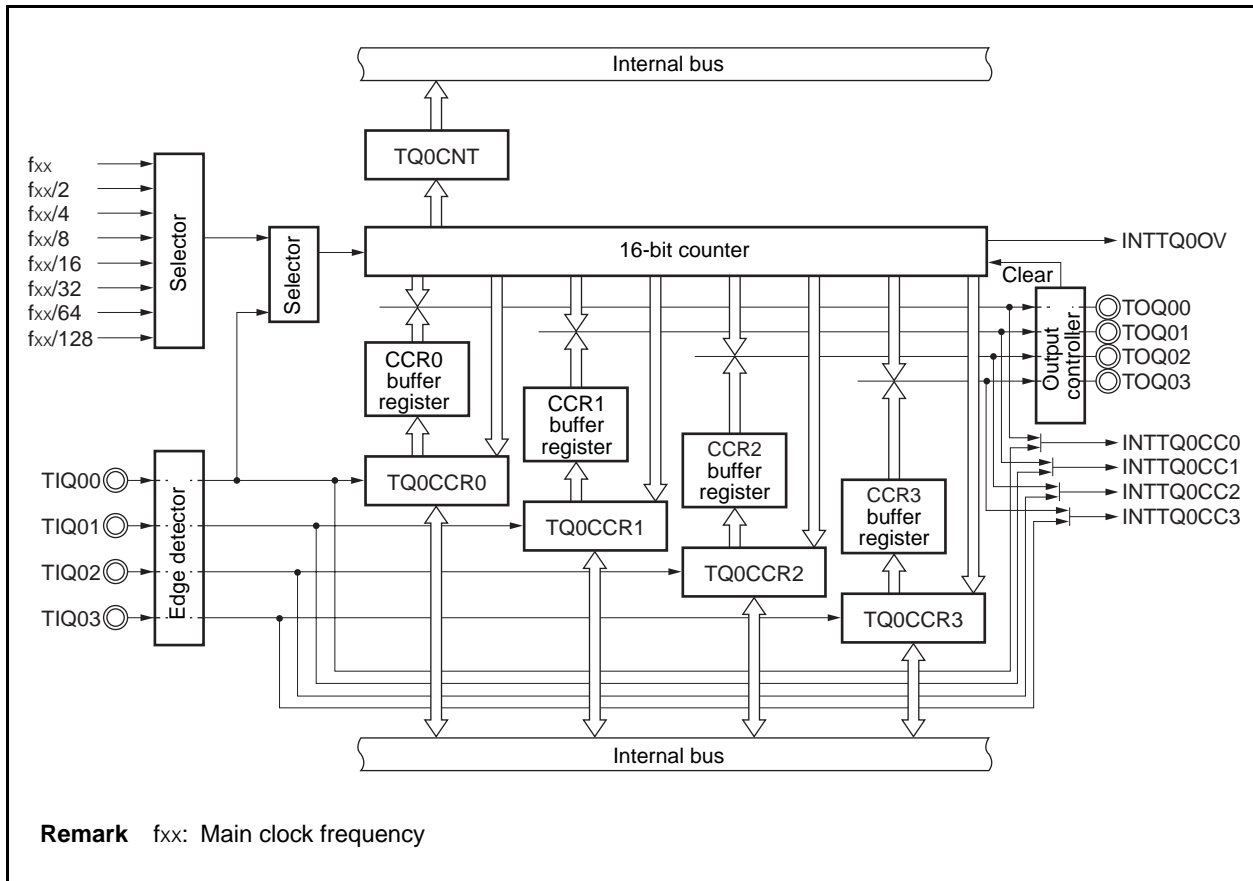 Internal bus
TQ0CNT
fxx
fxx/2
fxx/4
fxx/8
fxx/16
fxx/32
fxx/64
fxx/128
Selector
Selector
16-bit counter
INTTQ0OV
Clear
Output
controller
TOQ00
TOQ01
TOQ02
TOQ03
CCR0
buffer
register
CCR1
buffer
register
CCR2
buffer
register
CCR3
buffer
register
INTTQ0CC0
INTTQ0CC1
INTTQ0CC2
INTTQ0CC3
TIQ00
TIQ01
TIQ02
TIQ03
Edge detector
TQ0CCR0
TQ0CCR1
TQ0CCR2
TQ0CCR3
Internal bus
Remark fxx: Main clock frequency